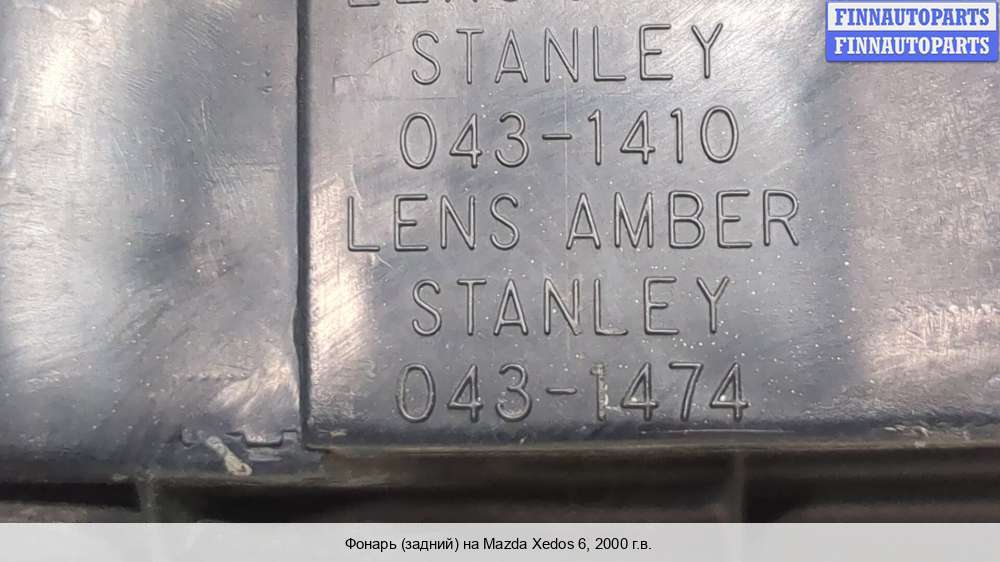 FINNAUTOPARTS
FINNAUTOPARTS
STANLEY
043-1410
LENS AMBER
STANLEY
043-1474
Фонарь (задний) на Mazda Xedos 6, 2000 г.в.